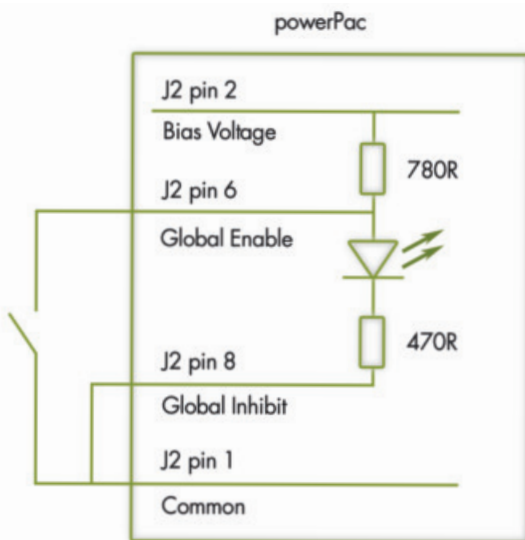 powerPac
J2 pin 2
Bias Voltage
780R
J2 pin 6
Global Enable
470R
J2 pin 8
Global Inhibit
J2 pin 1
Common